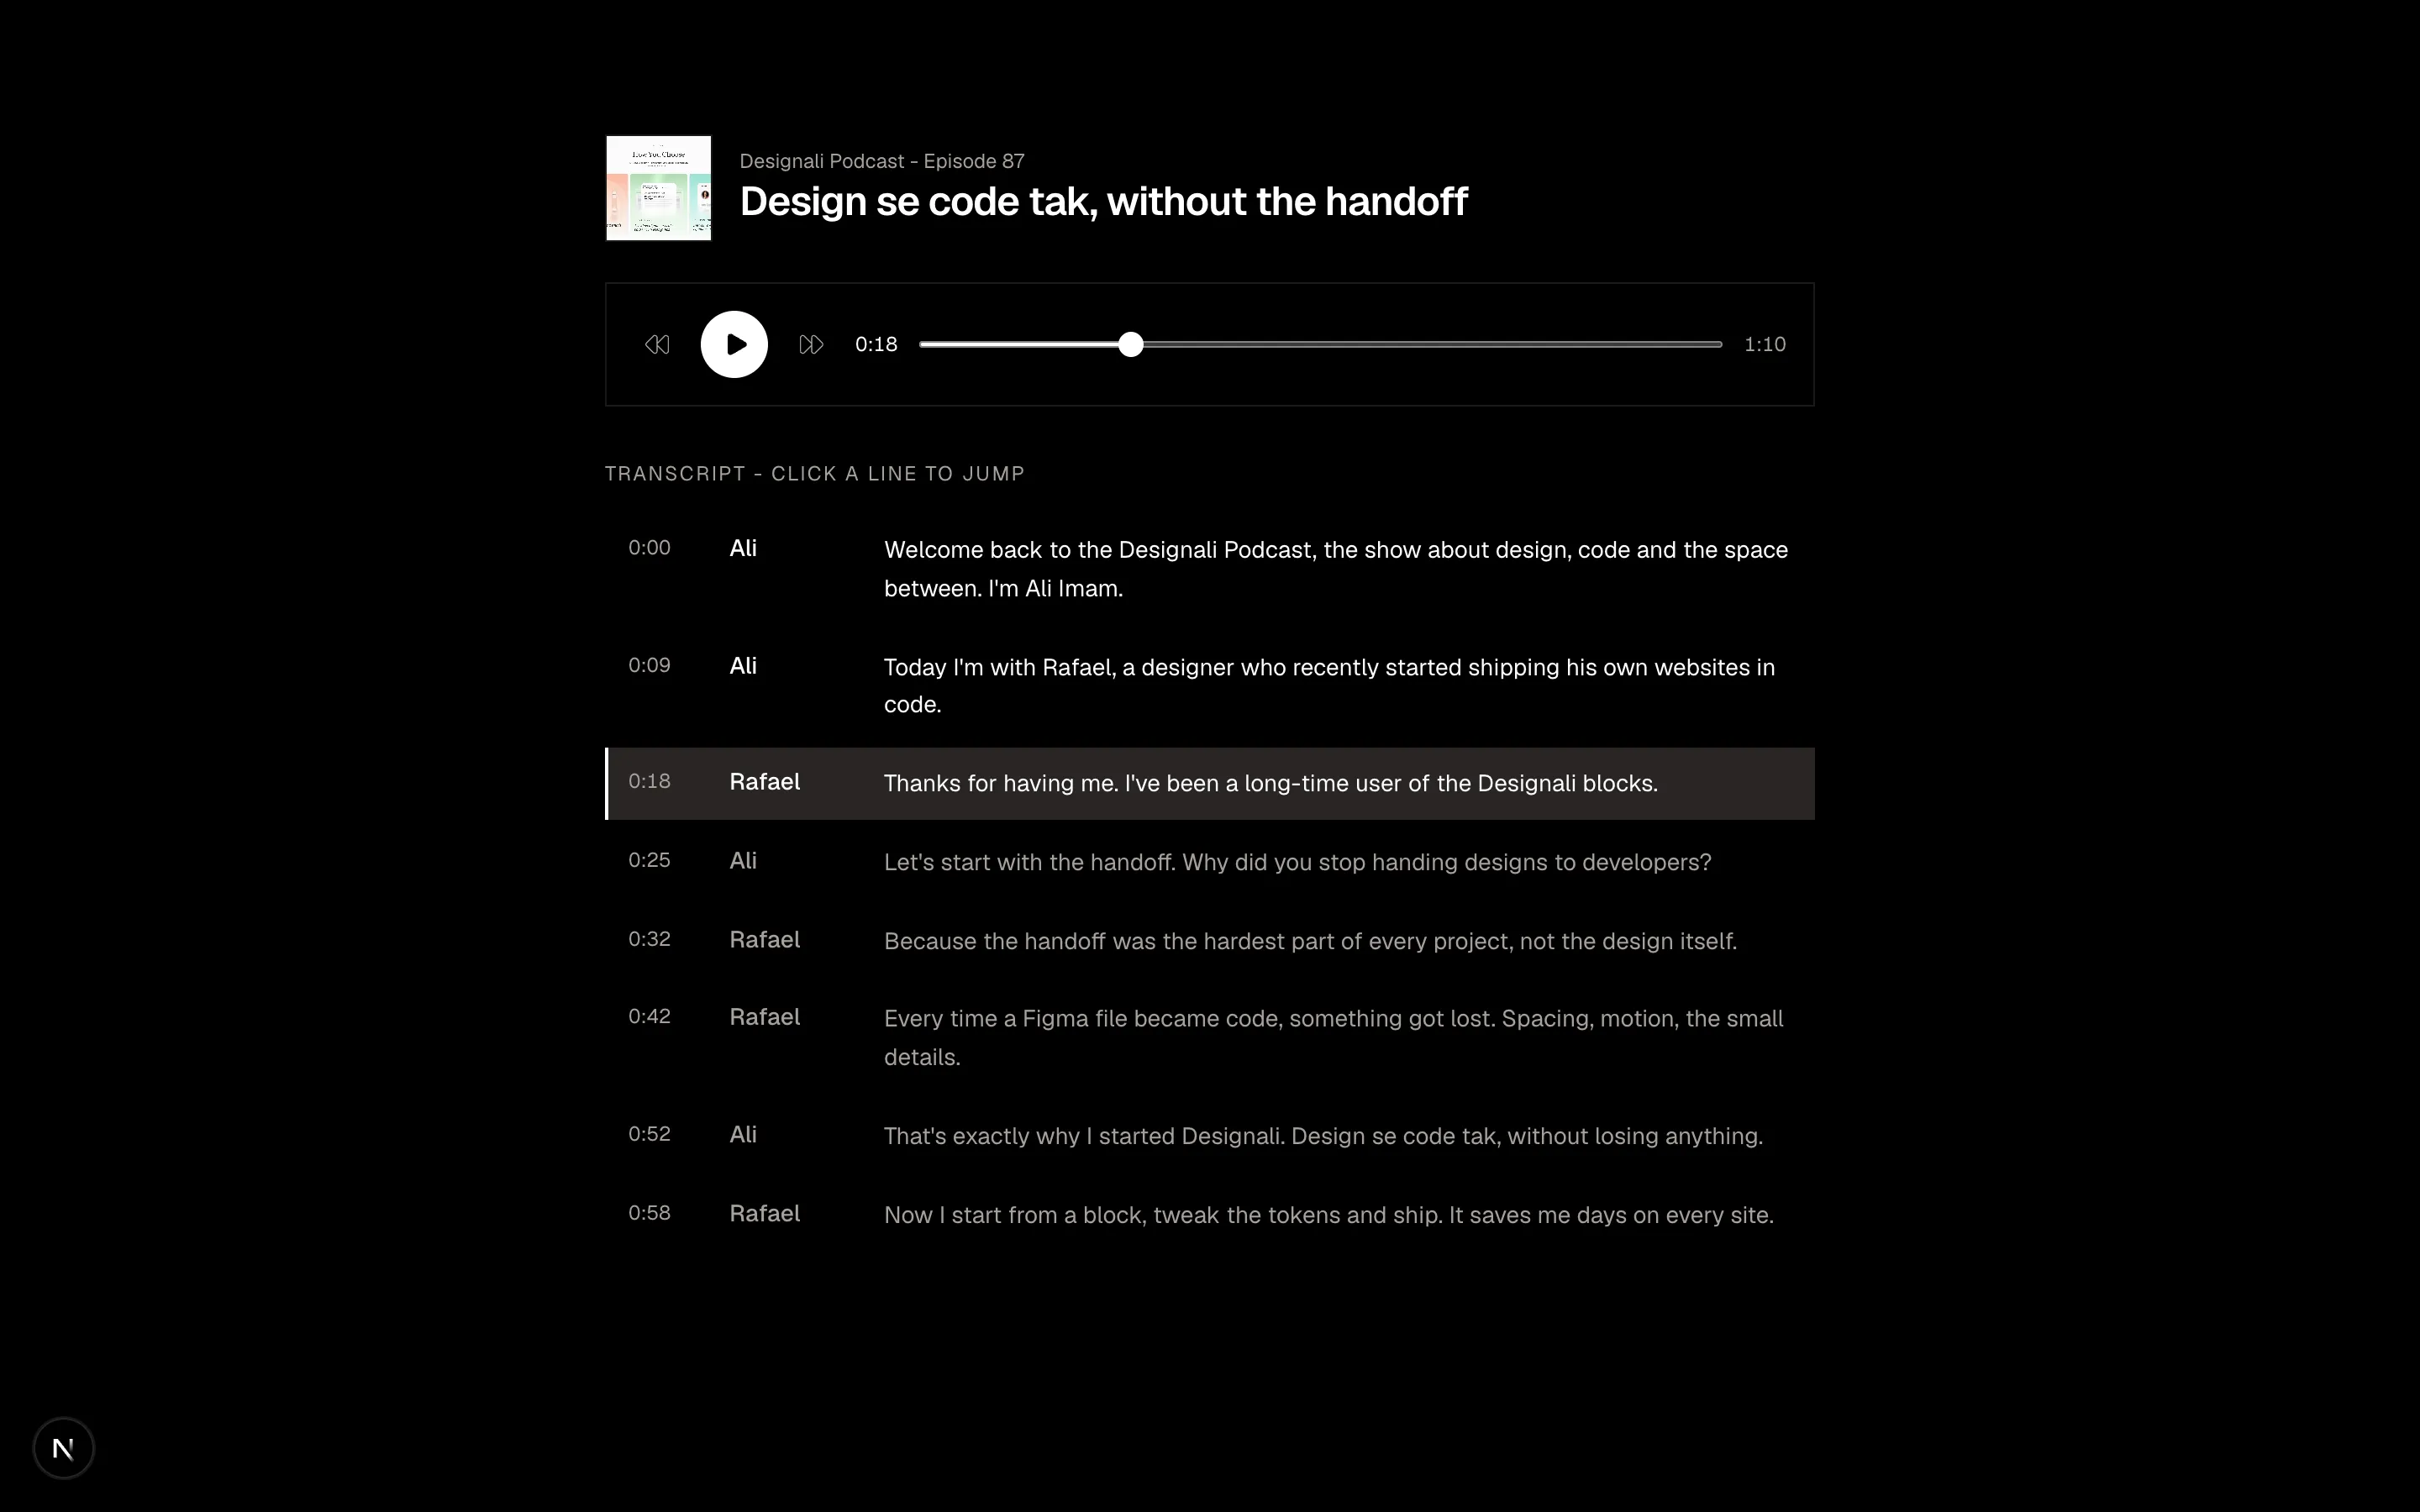 How You Choose
Designali Podcast - Episode 87
Design se code tak, without the handoff
0:18
1:10
TRANSCRIPT - CLICK A LINE TO JUMP
0:00 Ali Welcome back to the Designali Podcast, the show about design, code and the space
between. I'm Ali Imam.
0:09 Ali Today I'm with Rafael, a designer who recently started shipping his own websites in
code.
0:18 Rafael Thanks for having me. I've been a long-time user of the Designali blocks.
0:25 Ali Let's start with the handoff. Why did you stop handing designs to developers?
0:32 Rafael Because the handoff was the hardest part of every project, not the design itself.
0:42 Rafael Every time a Figma file became code, something got lost. Spacing, motion, the small
details.
0:52 Ali That's exactly why I started Designali. Design se code tak, without losing anything.
0:58 Rafael Now I start from a block, tweak the tokens and ship. It saves me days on every site.
N